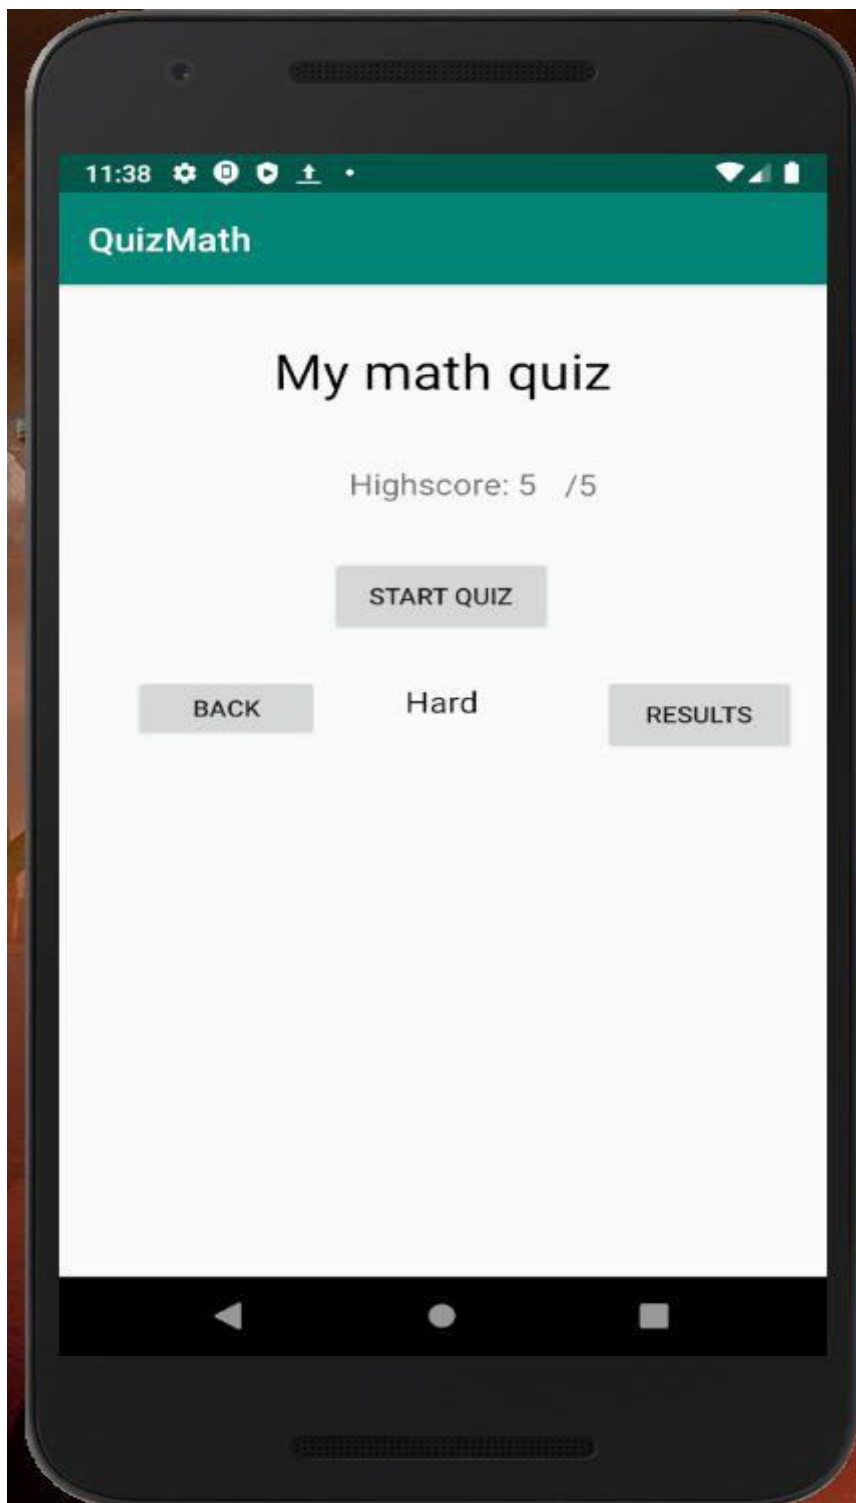 11:38
QuizMath
My math quiz
Highscore: 5 /5
START QUIZ
BACK Hard RESULTS